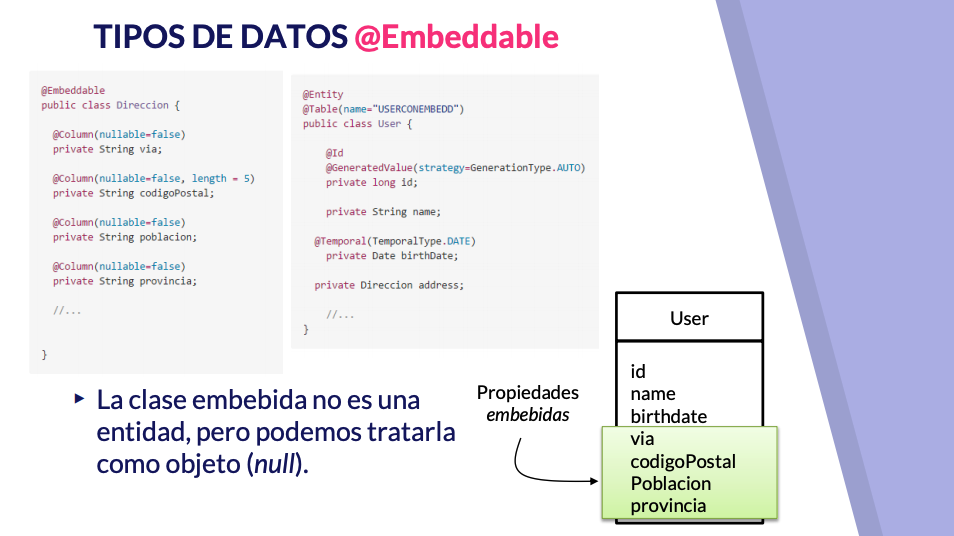 TIPOS DE DATOS @Embeddable
@Embeddable
public class Direccion {
@Column(nullable=false)
private String via;
@Column(nullable=false, length = 5)
private String codigoPostal;
@Column(nullable=false)
private String poblacion;
@Column(nullable=false)
private String provincia;
//...
}
@Entity
@Table(name="USERCONEMBEDD")
public class User {
@Id
@GeneratedValue(strategy=GenerationType.AUTO)
private long id;
private String name;
@Temporal(TemporalType.DATE)
private Date birthDate;
private Direccion address;
//...
}
‣ La clase embebida no es una
entidad, pero podemos tratarla
como objeto (null).
Propiedades
embebidas
User
id
name
birthdate
via
codigoPostal
Poblacion
provincia